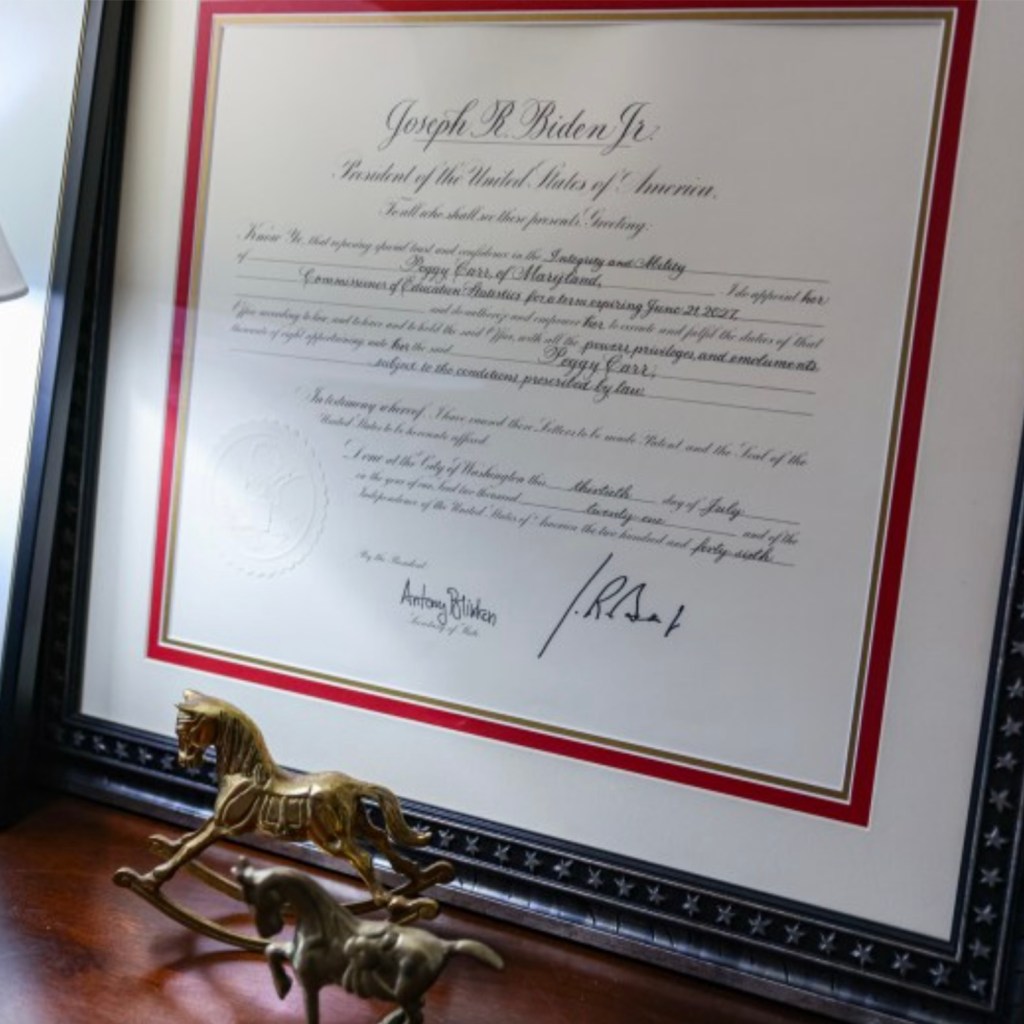 Joseph R. Biden Jr.
President of the United States of America.
To all who shall see these presents, Greeting:
Know Ye, that reposing special trust and confidence in the Integrity and Ability
of Peggy Carr, of Maryland, I do appoint her
Commissioner of Education Statistics for a term expiring June 21, 2027,
and do authorize and empower her to execute and fulfil the duties of that
Office according to law, and to have and to hold the said Office, with all the powers, privileges, and emoluments
thereunto of right appertaining, unto her the said Peggy Carr,
subject to the conditions prescribed by law.
In testimony whereof, I have caused these Letters to be made Patent and the Seal of the
United States to be hereunto affixed.
Done at the City of Washington this thirtieth day of July
in the year of our Lord two thousand twenty-one and of the
Independence of the United States of America the two hundred and forty-sixth.
By the President:
Antony Blinken
Secretary of State
J. R. Biden Jr